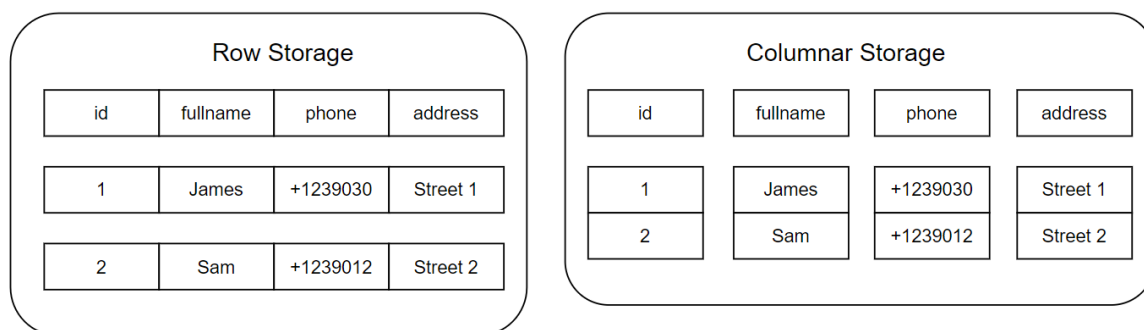 Row Storage
id fullname phone address
1 James +1239030 Street 1
2 Sam +1239012 Street 2
Columnar Storage
id fullname phone address
1 James +1239030 Street 1
2 Sam +1239012 Street 2